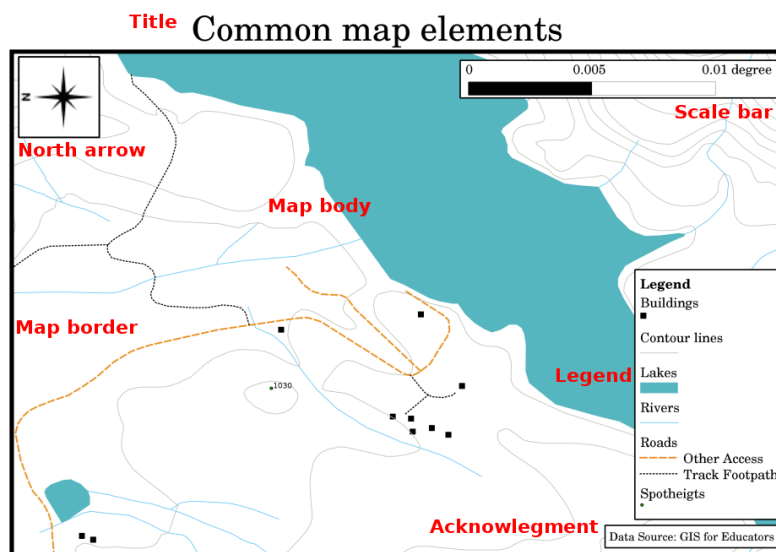 Title Common map elements
0 0.005 0.01 degree
Scale bar
Z
North arrow
Map body
Map border
Legend
Legend
Buildings
Contour lines
Lakes
Rivers
Roads
Other Access
Track Footpath
Spotheigts
1030
Acknowlegment
Data Source: GIS for Educators